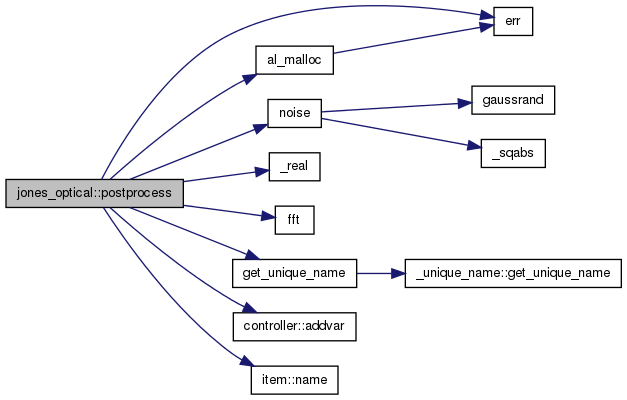 err
al_malloc
gaussrand
noise
_sqabs
_real
jones_optical::postprocess
fft
get_unique_name
_unique_name::get_unique_name
controller::addvar
item::name